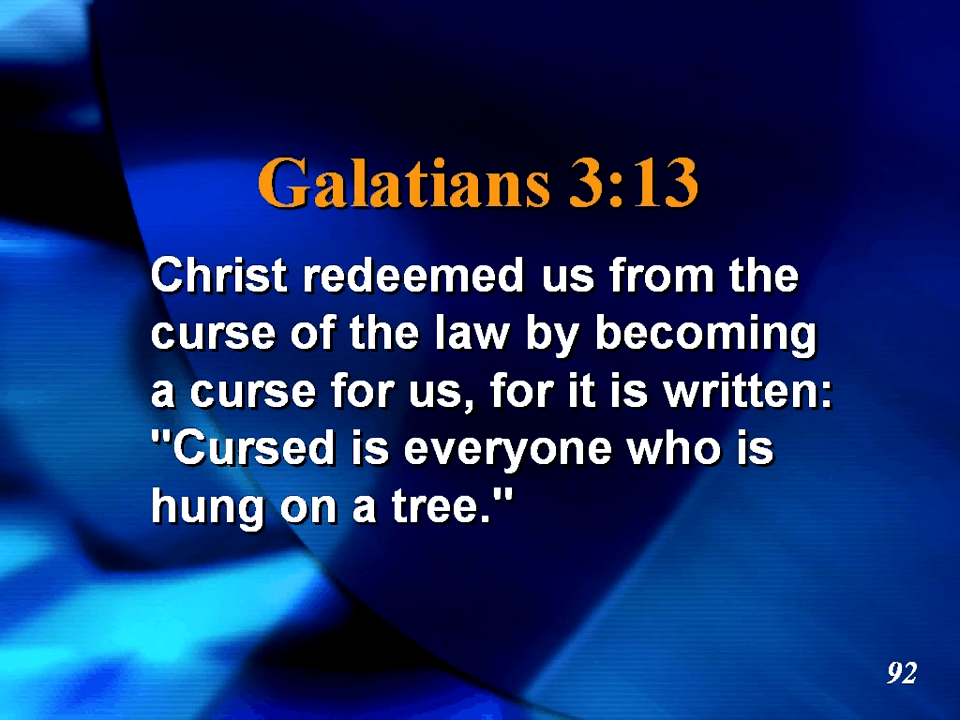 Galatians 3:13
Christ redeemed us from the
curse of the law by becoming
a curse for us, for it is written:
"Cursed is everyone who is
hung on a tree."
92